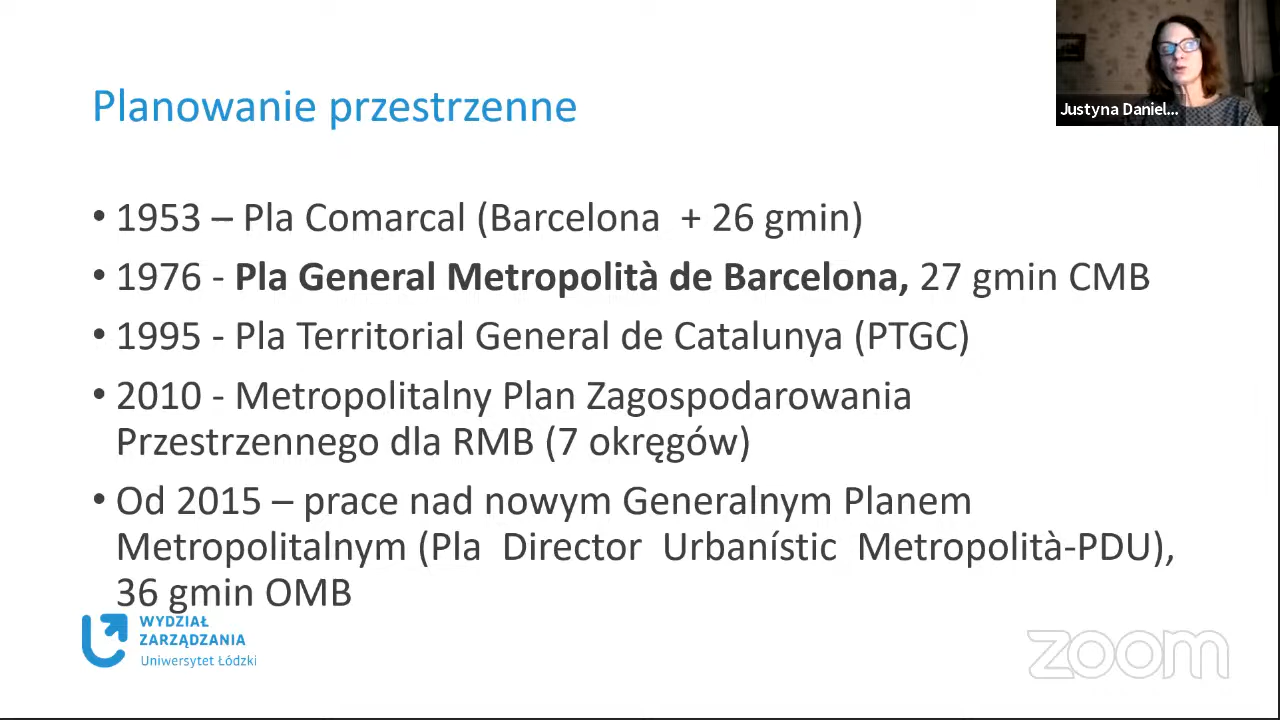 Planowanie przestrzenne
Justyna Daniel...
• 1953 – Pla Comarcal (Barcelona + 26 gmin)
• 1976 - Pla General Metropolità de Barcelona, 27 gmin CMB
• 1995 - Pla Territorial General de Catalunya (PTGC)
• 2010 - Metropolitalny Plan Zagospodarowania
Przestrzennego dla RMB (7 okręgów)
• Od 2015 – prace nad nowym Generalnym Planem
Metropolitalnym (Pla Director Urbanístic Metropolità-PDU),
36 gmin OMB
WYDZIAŁ
ZARZĄDZANIA
Uniwersytet Łódzki
zoom